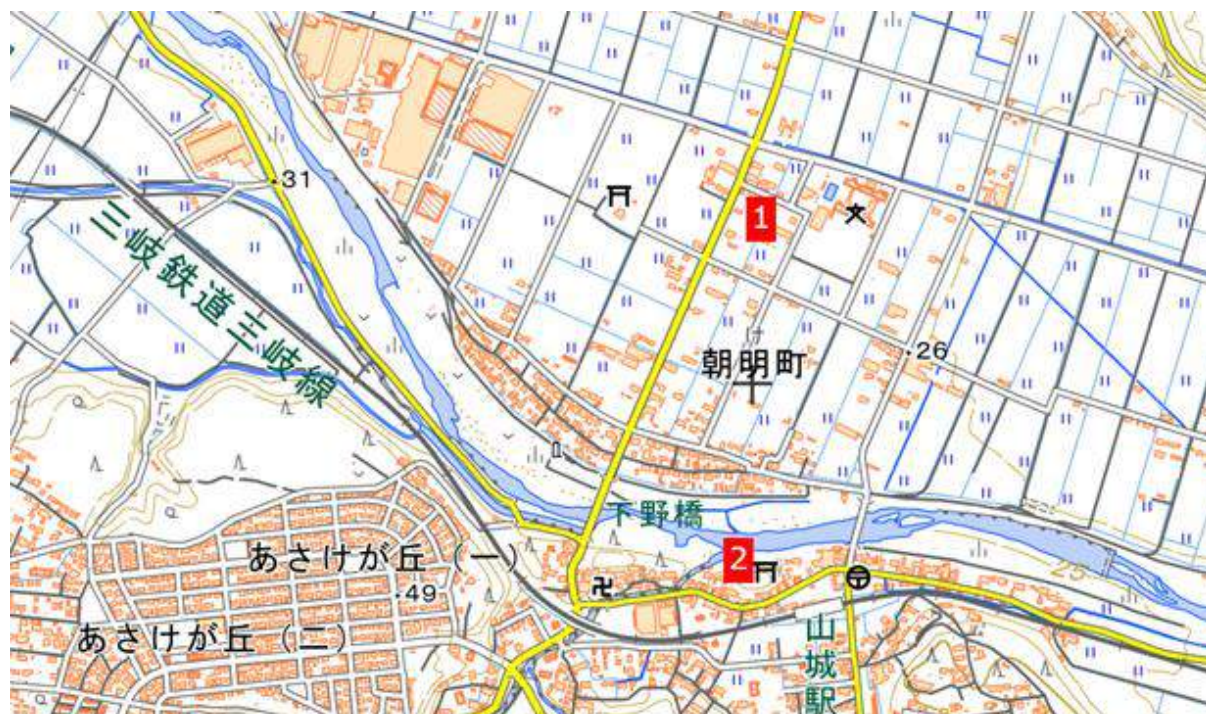 31
三岐鉄道三岐線
1
26
朝明町
け
下野橋
あさけが丘（一）
49
あさけが丘（二）
2
25
山城駅